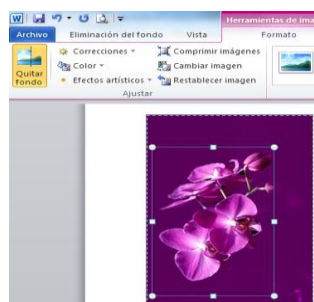 Herramientas de ima
Archivo Eliminación del fondo Vista Formato
Quitar fondo
Correcciones Comprimir imágenes
Color Cambiar imagen
Efectos artísticos Restablecer imagen
Ajustar